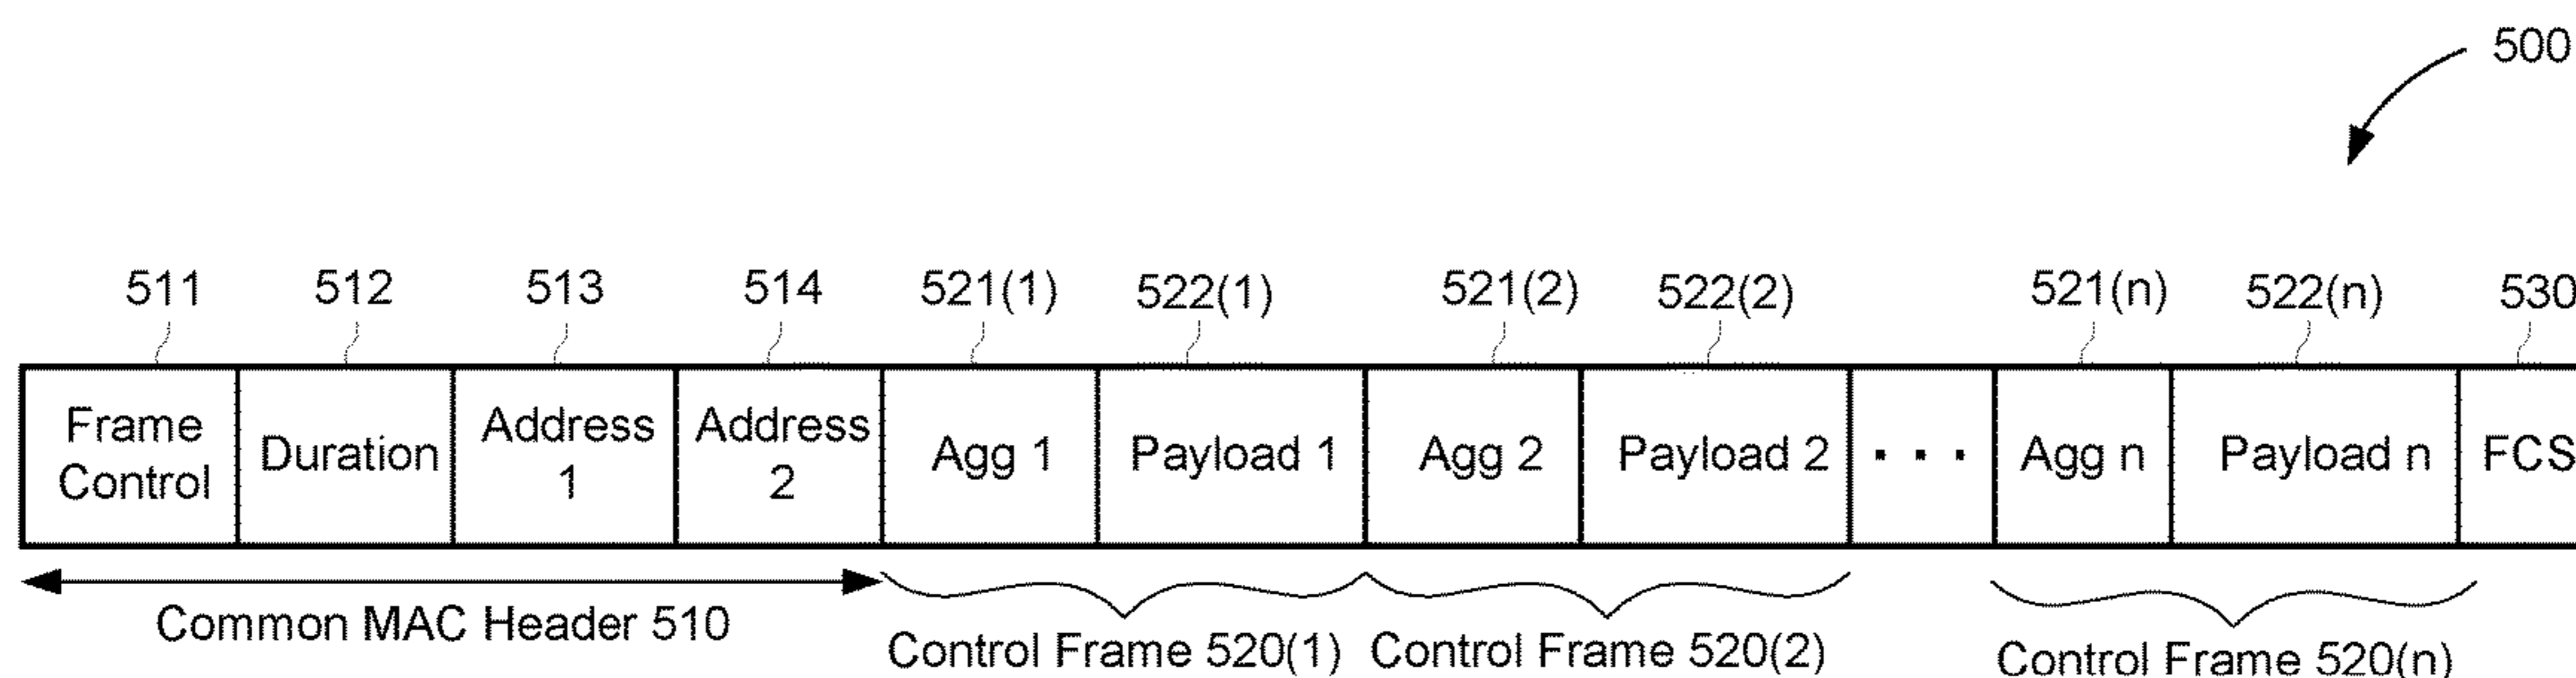 500
511 512 513 514 521(1) 522(1) 521(2) 522(2) 521(n) 522(n) 530
Frame Control Duration Address 1 Address 2 Agg 1 Payload 1 Agg 2 Payload 2 ... Agg n Payload n FCS
Common MAC Header 510
Control Frame 520(1) Control Frame 520(2) Control Frame 520(n)